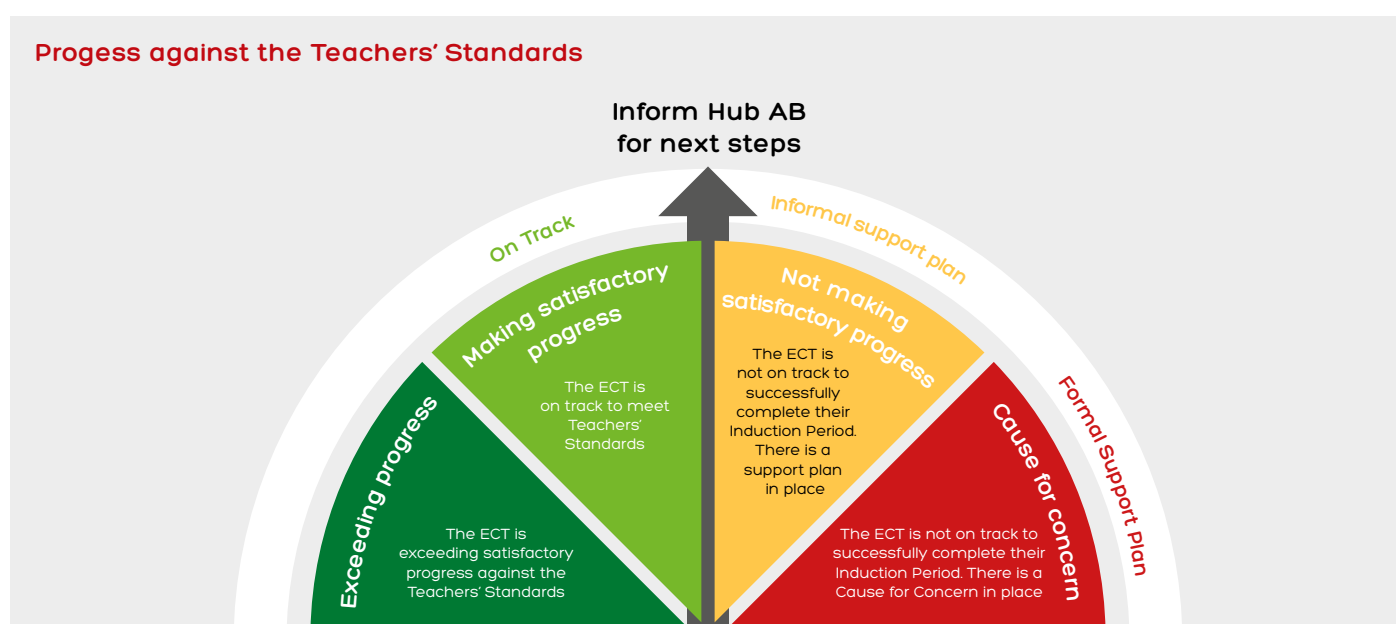 Progess against the Teachers' Standards
Inform Hub AB
for next steps
On Track
Informal support plan
Formal Support Plan
Exceeding progress
The ECT is
exceeding satisfactory
progress against the
Teachers' Standards
Making satisfactory
progress
The ECT is
on track to meet
Teachers'
Standards
Not making
satisfactory progress
The ECT is
not on track to
successfully
complete their
Induction Period.
There is a
support plan
in place
Cause for concern
The ECT is not on track to
successfully complete their
Induction Period. There is a
Cause for Concern in place